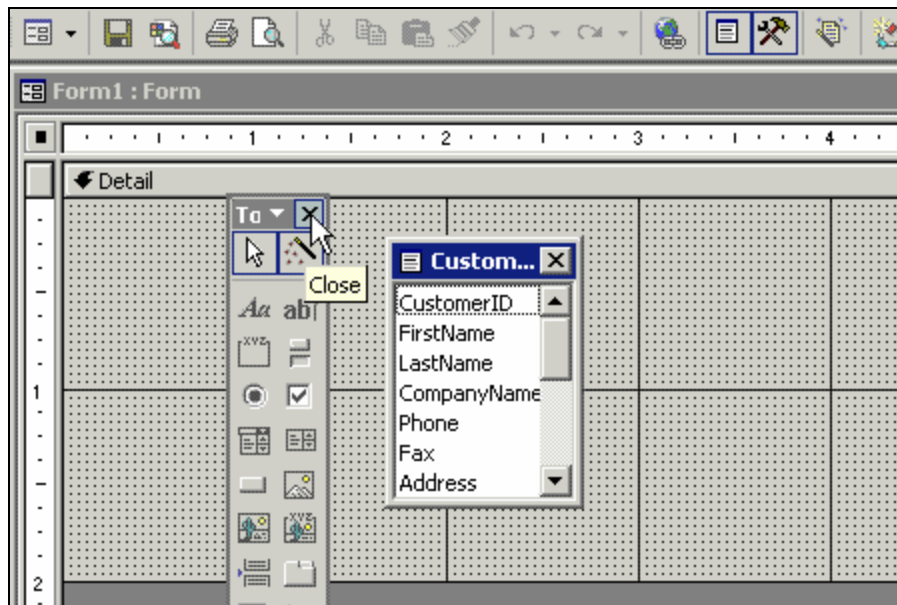 Form1 : Form
1 2 3 4
Detail
To
Close
Aa ab|
XYZ
XYZ
Custom...
CustomerID
FirstName
LastName
CompanyName
Phone
Fax
Address
1
2